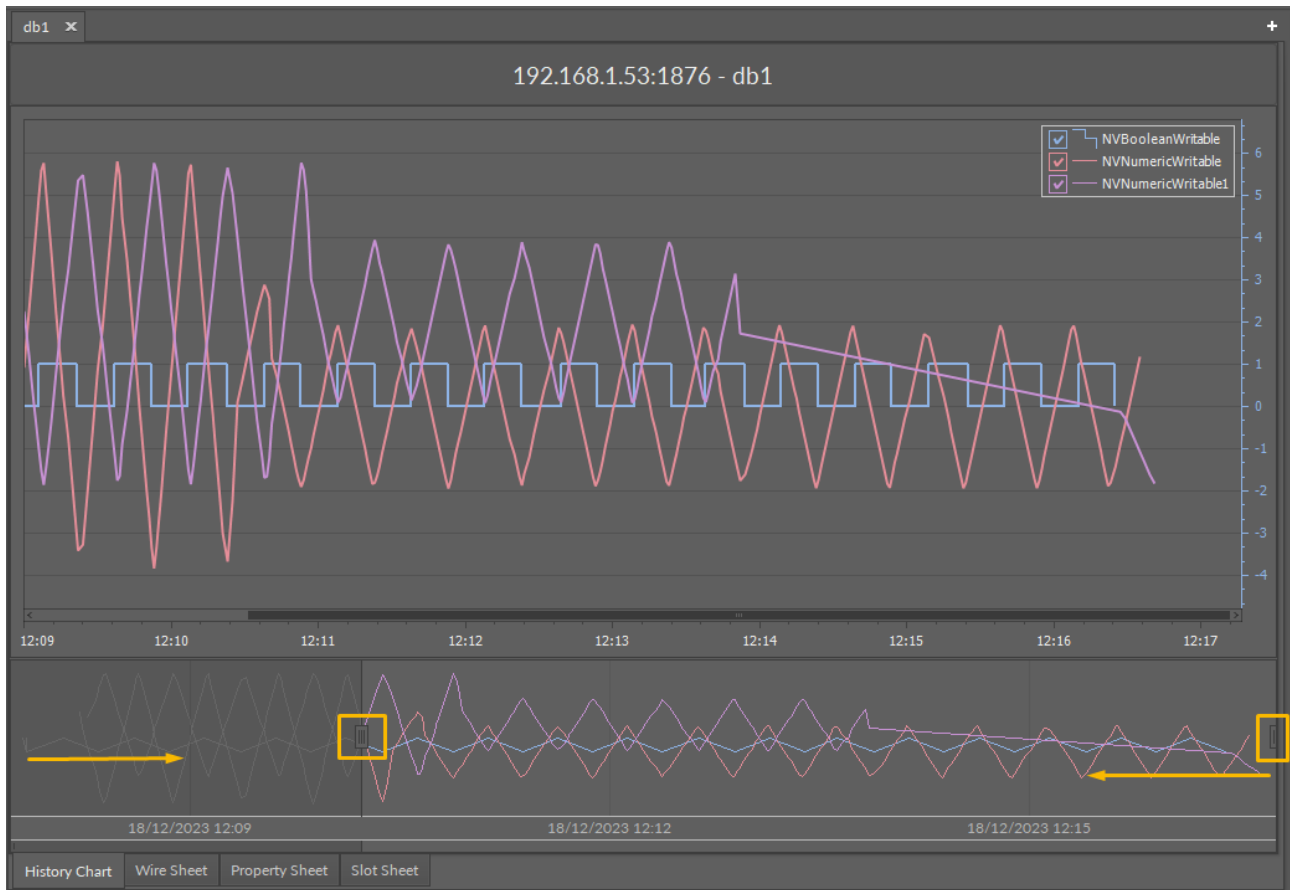 db1
192.168.1.53:1876 - db1
NVBooleanWritable
NVNumericWritable
NVNumericWritable1
6
5
4
3
2
1
0
-1
-2
-3
-4
12:09 12:10 12:11 12:12 12:13 12:14 12:15 12:16 12:17
18/12/2023 12:09 18/12/2023 12:12 18/12/2023 12:15
History Chart Wire Sheet Property Sheet Slot Sheet